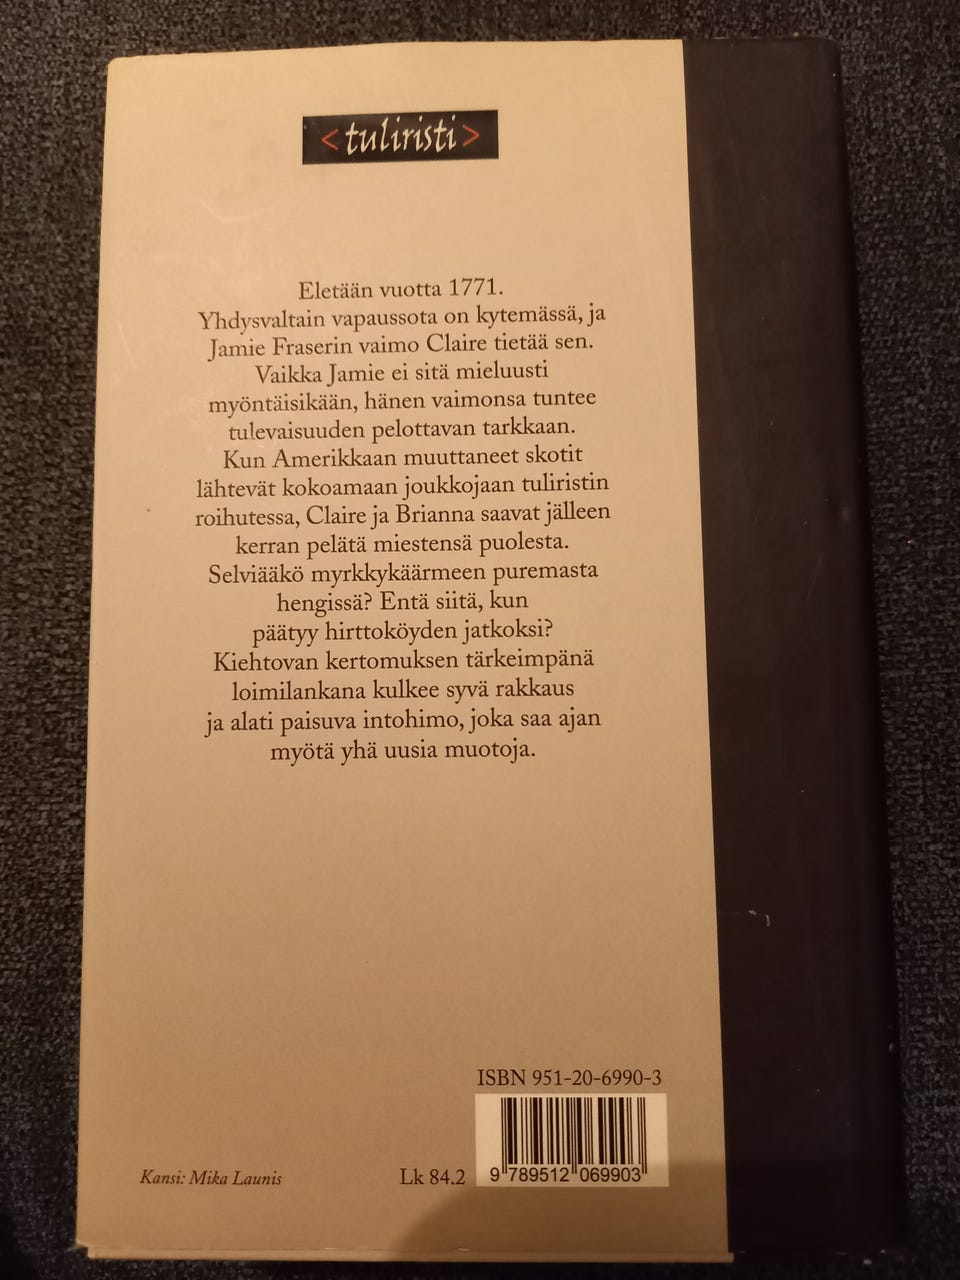 <tuliristi>
Eletään vuotta 1771.
Yhdysvaltain vapaussota on kytemässä, ja
Jamie Fraserin vaimo Claire tietää sen.
Vaikka Jamie ei sitä mieluusti
myöntäisikään, hänen vaimonsa tuntee
tulevaisuuden pelottavan tarkkaan.
Kun Amerikkaan muuttaneet skotit
lähtevät kokoamaan joukkojaan tuliristin
roihutessa, Claire ja Brianna saavat jälleen
kerran pelätä miestensä puolesta.
Selviääkö myrkkykäärmeen puremasta
hengissä? Entä siitä, kun
päätyy hirttoköyden jatkoksi?
Kiehtovan kertomuksen tärkeimpänä
loimilankana kulkee syvä rakkaus
ja alati paisuva intohimo, joka saa ajan
myötä yhä uusia muotoja.
ISBN 951-20-6990-3
Kansi: Mika Launis
Lk 84.2
9 789512 069903